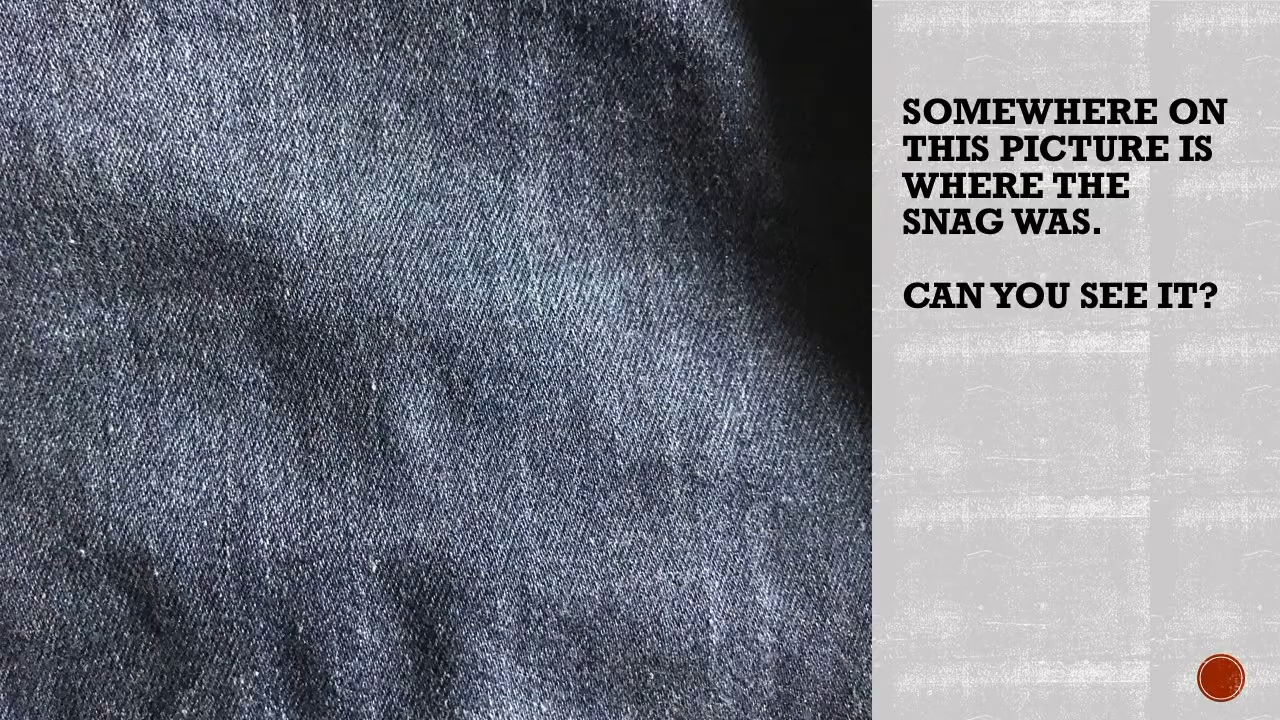 SOMEWHERE ON
THIS PICTURE IS
WHERE THE
SNAG WAS.
CAN YOU SEE IT?